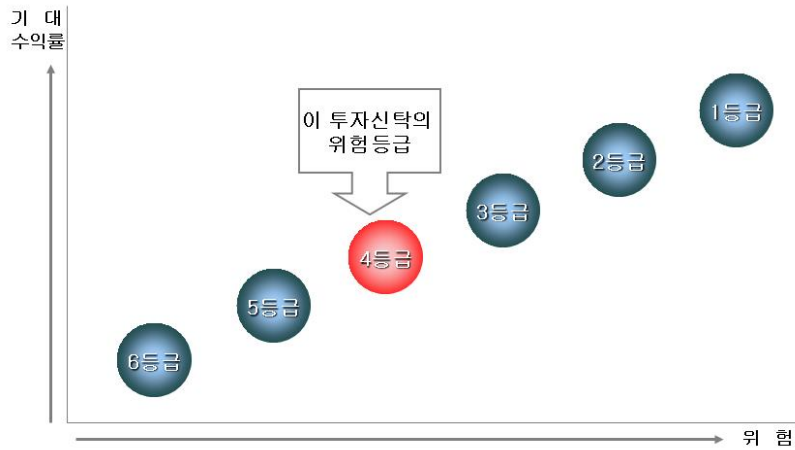 기 대
수익률
이 투자신탁의
위험등급
1등급
2등급
3등급
4등급
5등급
6등급
위 험